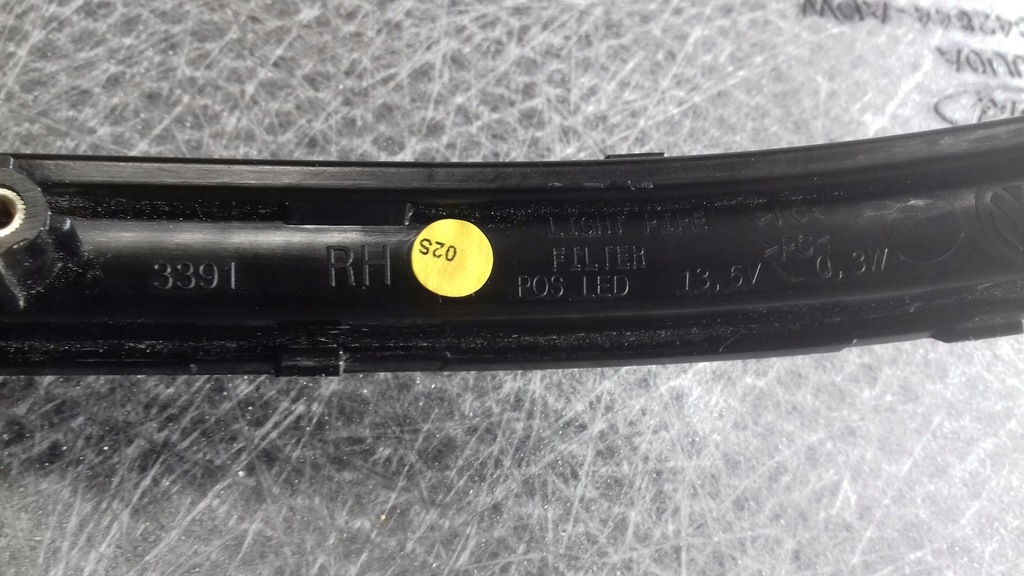 LIGHT PIPE >PC<
FILTER >PC<
3391 RH 02S POS LED 13,5V 0,3W